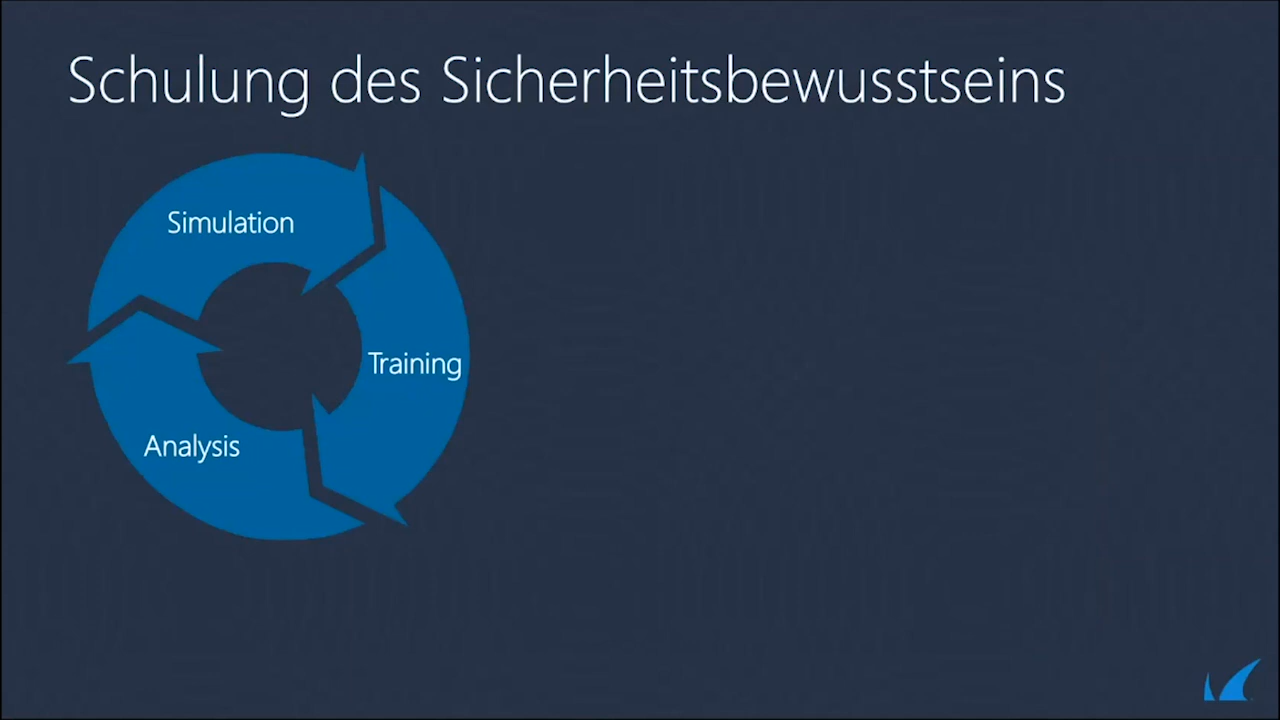 Schulung des Sicherheitsbewusstseins
Simulation
Training
Analysis